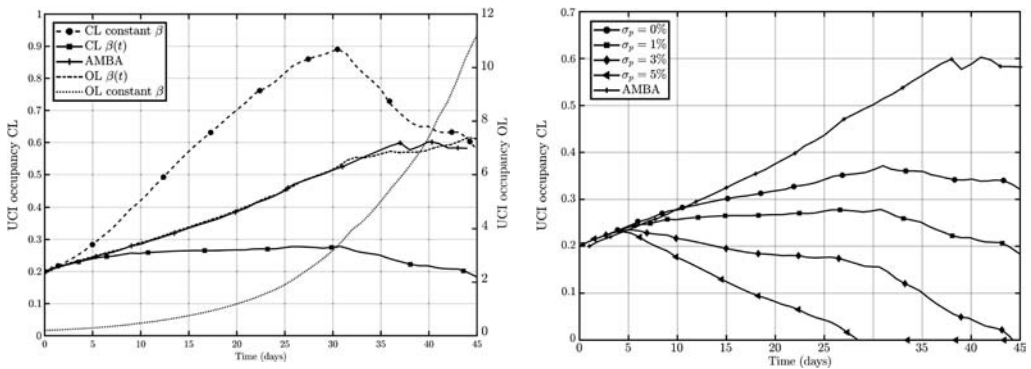 UCI occupancy CL
1
0.9
0.8
0.7
0.6
0.5
0.4
0.3
0.2
0.1
0
CL constant β
CL β(t)
AMBA
OL β(t)
OL constant β
12
10
8
6
4
2
0
UCI occupancy OL
0 5 10 15 20 25 30 35 40 45
Time (days)
UCI occupancy CL
0.7
0.6
0.5
0.4
0.3
0.2
0.1
0
σp = 0%
σp = 1%
σp = 3%
σp = 5%
AMBA
0 5 10 15 20 25 30 35 40 45
Time (days)